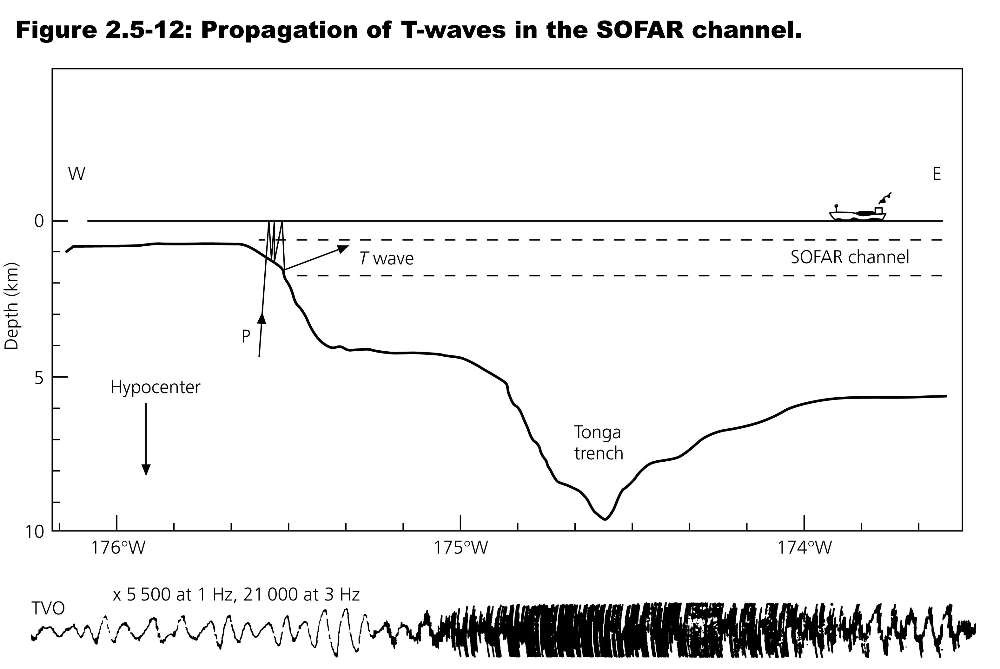 Figure 2.5-12: Propagation of T-waves in the SOFAR channel.
W
E
0
T wave
SOFAR channel
Depth (km)
P
5
Hypocenter
Tonga
trench
10
176°W
175°W
174°W
x 5 500 at 1 Hz, 21 000 at 3 Hz
TVO